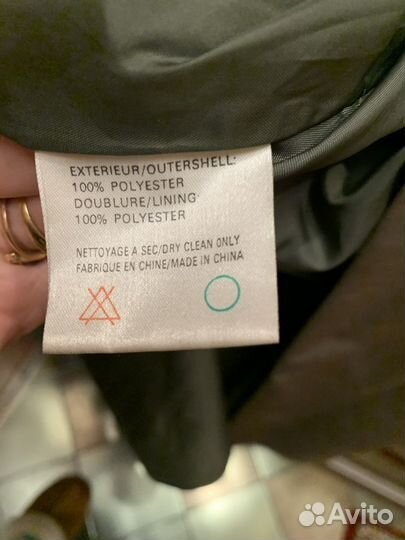 EXTERIEUR/OUTERSHELL:
100% POLYESTER
DOUBLURE/LINING
100% POLYESTER
NETTOYAGE A SEC/DRY CLEAN ONLY
FABRIQUE EN CHINE/MADE IN CHINA
Avito